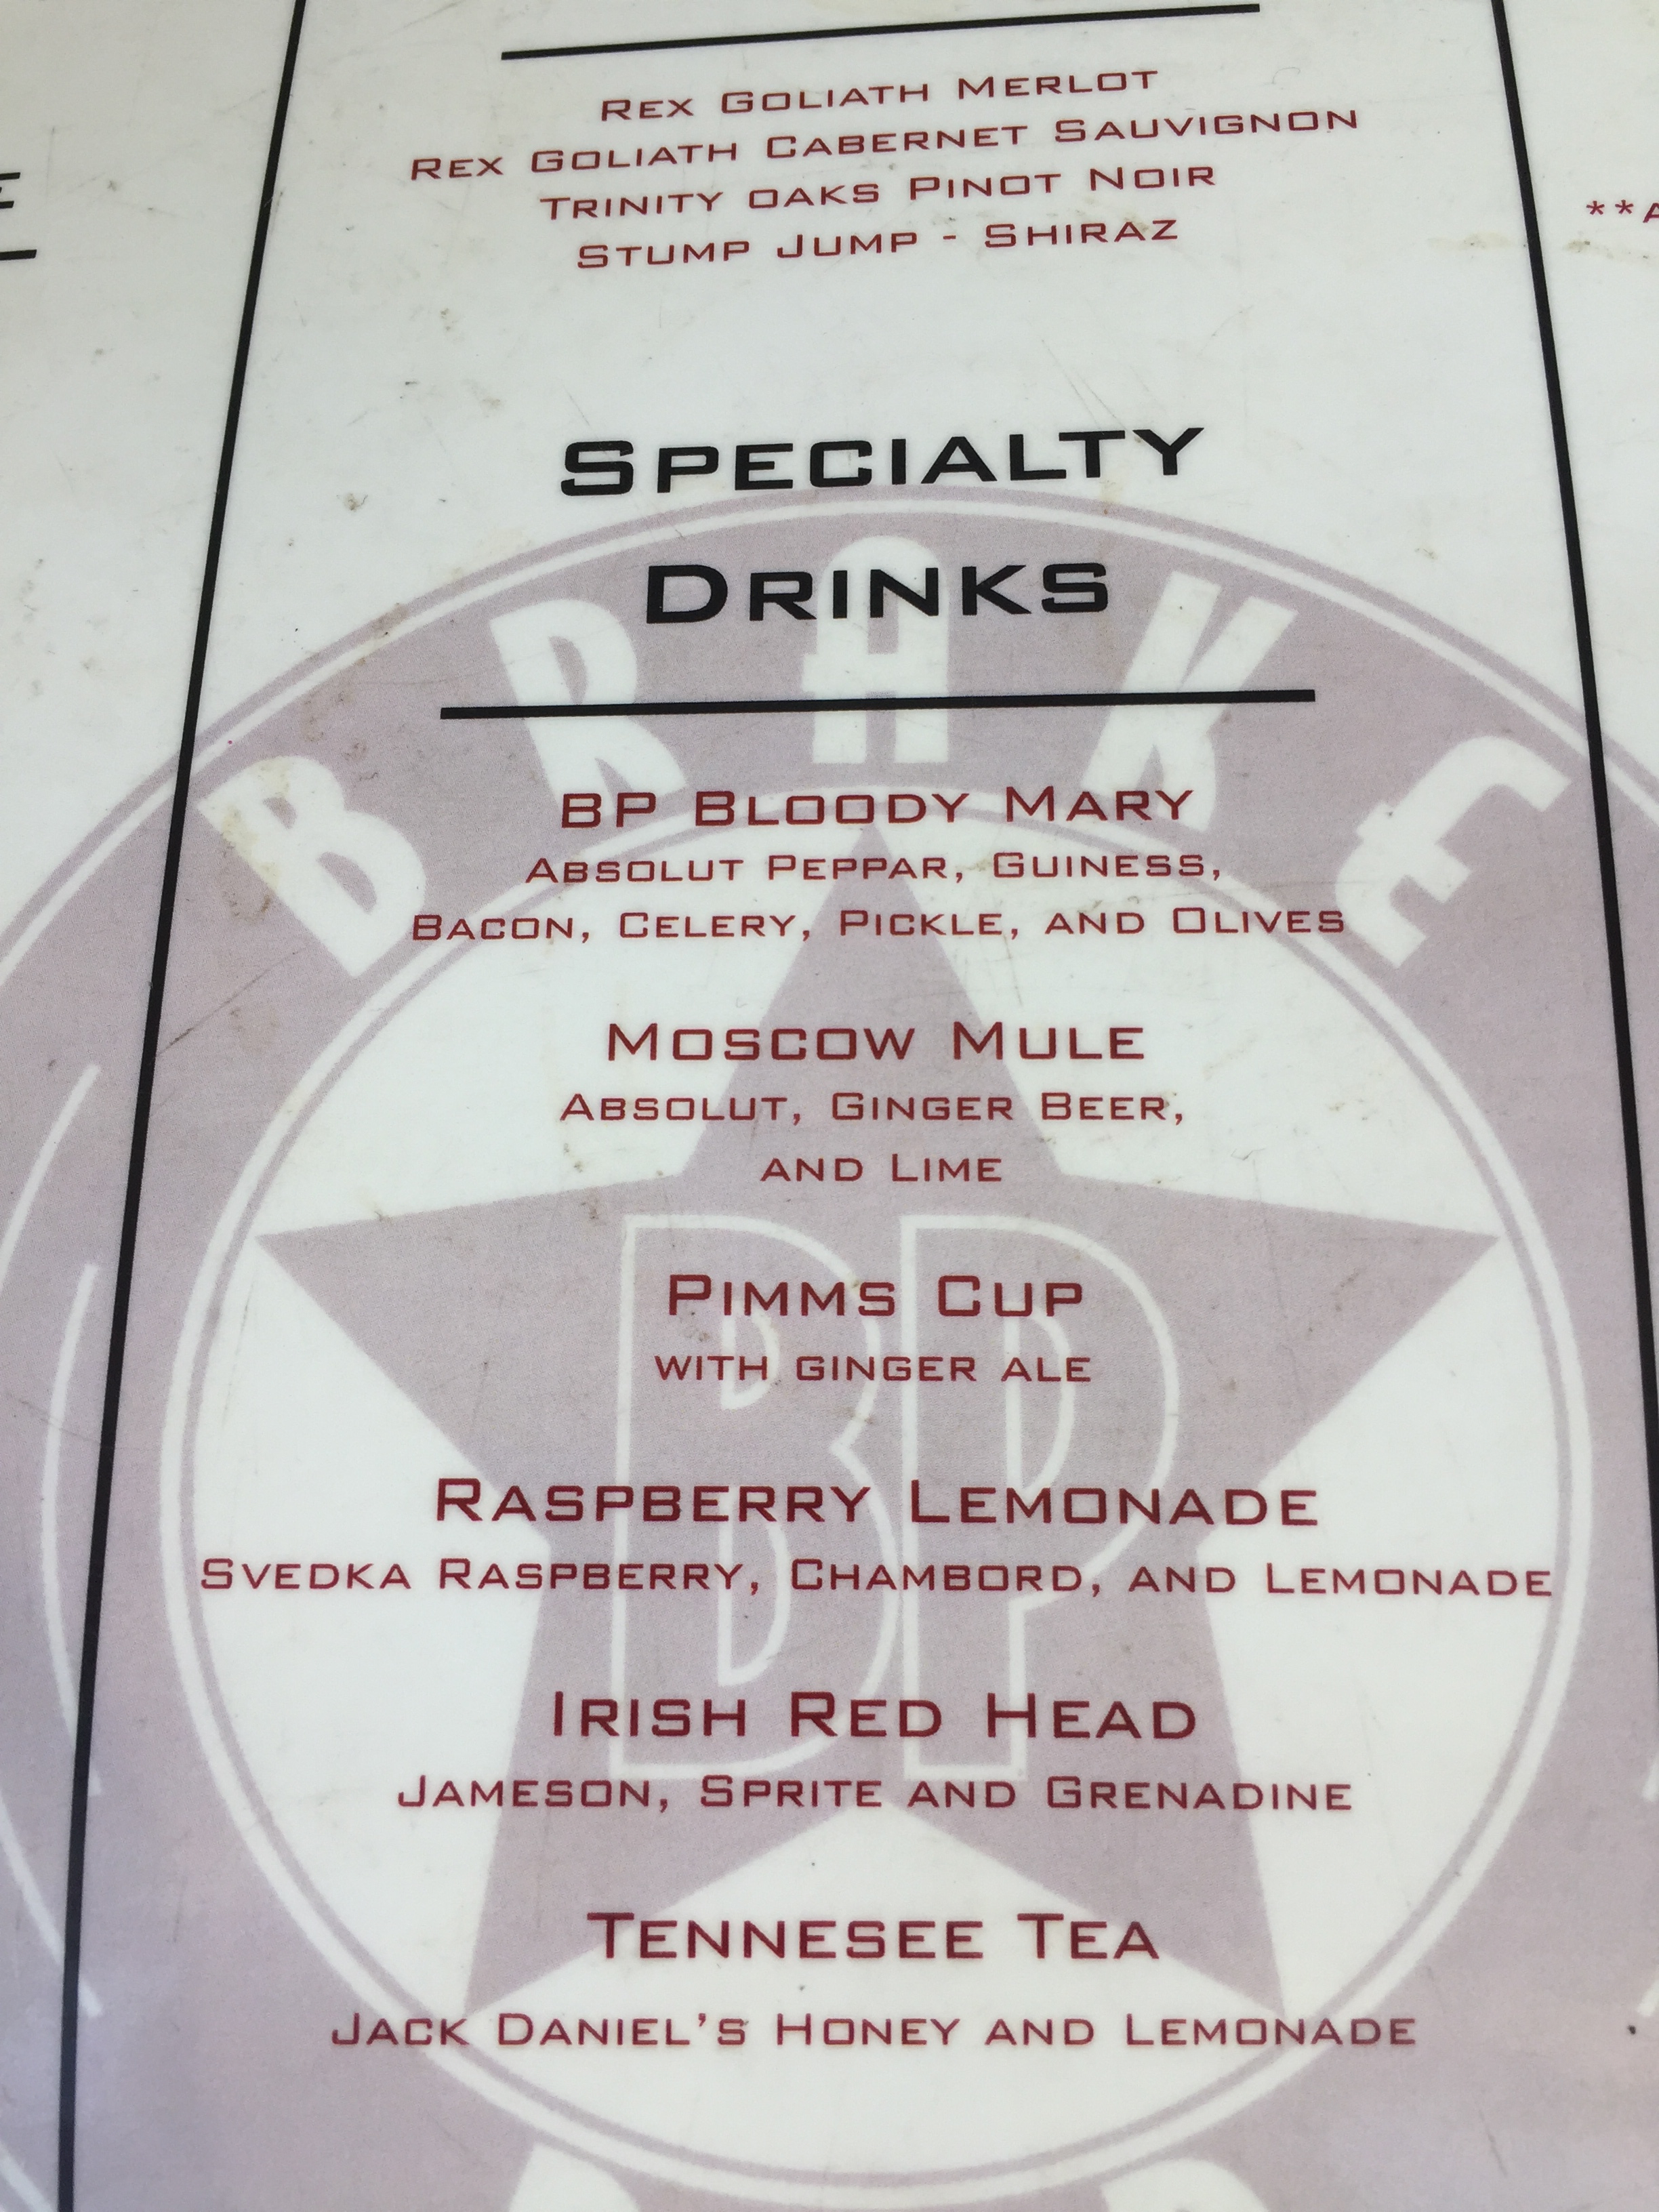 Rex Goliath Merlot
Rex Goliath Cabernet Sauvignon
Trinity Oaks Pinot Noir
Stump Jump - Shiraz
**A
Specialty
Drinks
BRAKE
BP Bloody Mary
Absolut Peppar, Guiness,
Bacon, Celery, Pickle, and Olives
Moscow Mule
Absolut, Ginger Beer,
and Lime
BP
Pimms Cup
with ginger ale
Raspberry Lemonade
Svedka Raspberry, Chambord, and Lemonade
Irish Red Head
Jameson, Sprite and Grenadine
Tennesee Tea
Jack Daniel's Honey and Lemonade